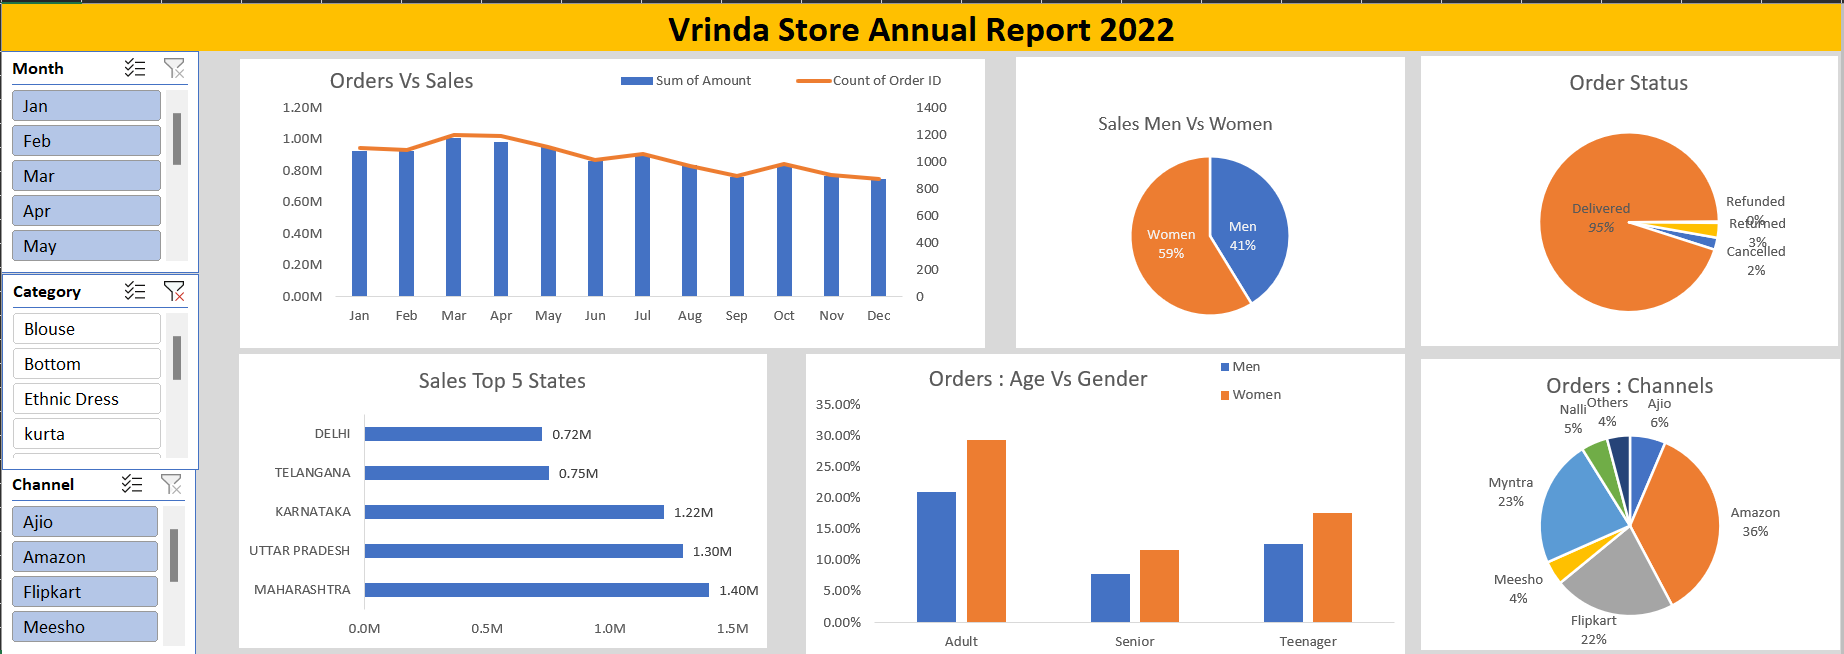 Vrinda Store Annual Report 2022
Month
Jan
Feb
Mar
Apr
May
Category
Blouse
Bottom
Ethnic Dress
kurta
Channel
Ajio
Amazon
Flipkart
Meesho
Orders Vs Sales
Sum of Amount
Count of Order ID
1.20M
1.00M
0.80M
0.60M
0.40M
0.20M
0.00M
1400
1200
1000
800
600
400
200
0
Jan Feb Mar Apr May Jun Jul Aug Sep Oct Nov Dec
Sales Men Vs Women
Women
59%
Men
41%
Order Status
Delivered
95%
Refunded
0%
Returned
3%
Cancelled
2%
Sales Top 5 States
DELHI 0.72M
TELANGANA 0.75M
KARNATAKA 1.22M
UTTAR PRADESH 1.30M
MAHARASHTRA 1.40M
0.0M 0.5M 1.0M 1.5M
Orders : Age Vs Gender
Men
Women
35.00%
30.00%
25.00%
20.00%
15.00%
10.00%
5.00%
0.00%
Adult Senior Teenager
Orders : Channels
Nalli
5%
Others
4%
Ajio
6%
Myntra
23%
Amazon
36%
Meesho
4%
Flipkart
22%